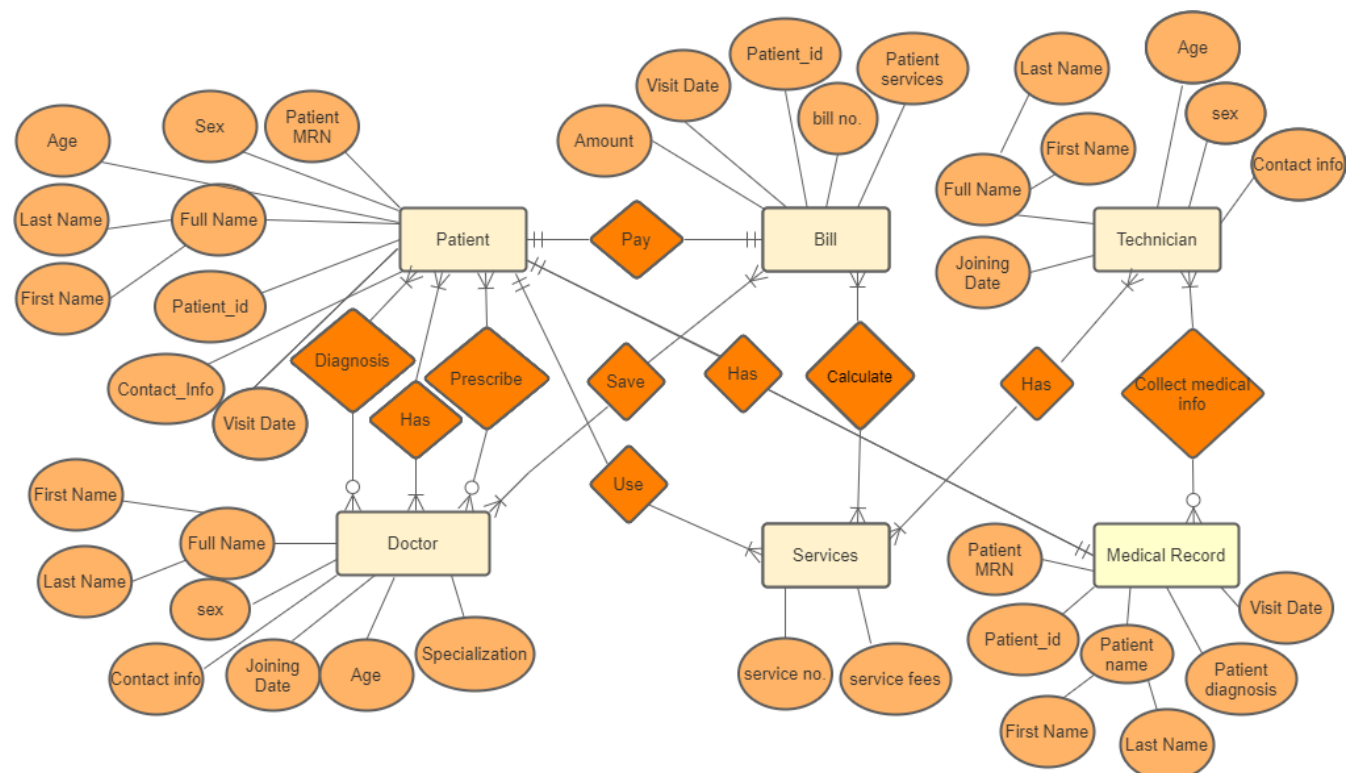 Age
Sex
Patient
MRN
Last Name
Full Name
First Name
Patient_id
Contact_Info
Visit Date
Patient
Amount
Visit Date
Patient_id
bill no.
Patient
services
Pay
Bill
Last Name
Age
First Name
sex
Full Name
Contact info
Joining
Date
Technician
Diagnosis
Has
Prescribe
Save
Has
Calculate
Has
Collect medical
info
Use
First Name
Full Name
Last Name
sex
Contact info
Joining
Date
Age
Specialization
Doctor
Services
service no.
service fees
Medical Record
Patient
MRN
Patient_id
Patient
name
First Name
Last Name
Patient
diagnosis
Visit Date